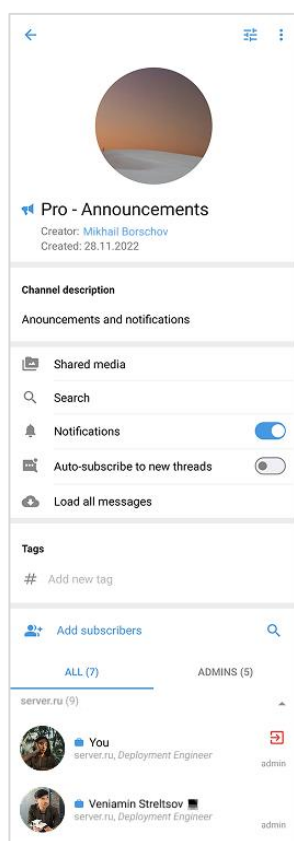 Pro - Announcements
Creator: Mikhail Borschov
Created: 28.11.2022
Channel description
Anouncements and notifications
Shared media
Search
Notifications
Auto-subscribe to new threads
Load all messages
Tags
# Add new tag
Add subscribers
ALL (7) ADMINS (5)
server.ru (9)
You
server.ru, Deployment Engineer
admin
Veniamin Streltsov
server.ru, Deployment Engineer
admin